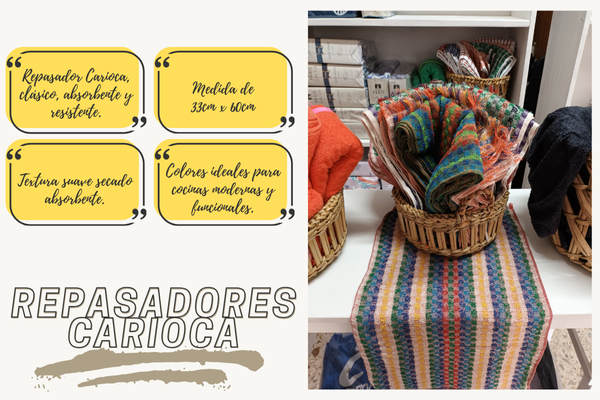 Repasador Carioca,
clásico, absorbente y
resistente.
Medida de
33cm x 60cm
Textura suave secado
absorbente.
Colores ideales para
cocinas modernas y
funcionales.
REPASADORES
CARIOCA